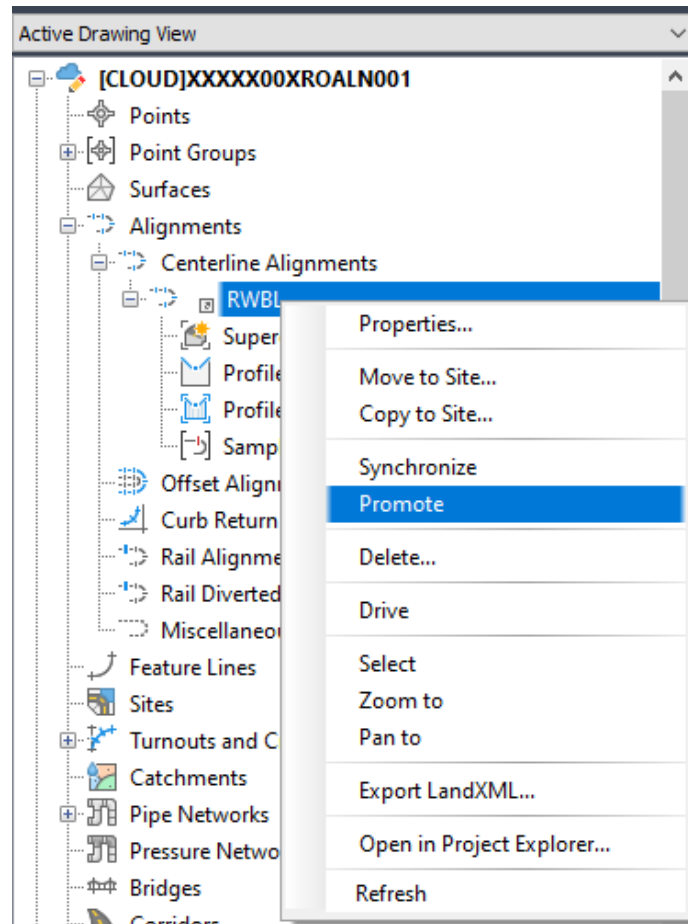 Active Drawing View
[CLOUD]XXXXX00XROALN001
Points
Point Groups
Surfaces
Alignments
Centerline Alignments
RWBL
Super
Profile
Profile
Samp
Offset Alignm
Curb Return
Rail Alignme
Rail Diverted
Miscellaneo
Feature Lines
Sites
Turnouts and C
Catchments
Pipe Networks
Pressure Netwo
Bridges
Corridors
Properties...
Move to Site...
Copy to Site...
Synchronize
Promote
Delete...
Drive
Select
Zoom to
Pan to
Export LandXML...
Open in Project Explorer...
Refresh